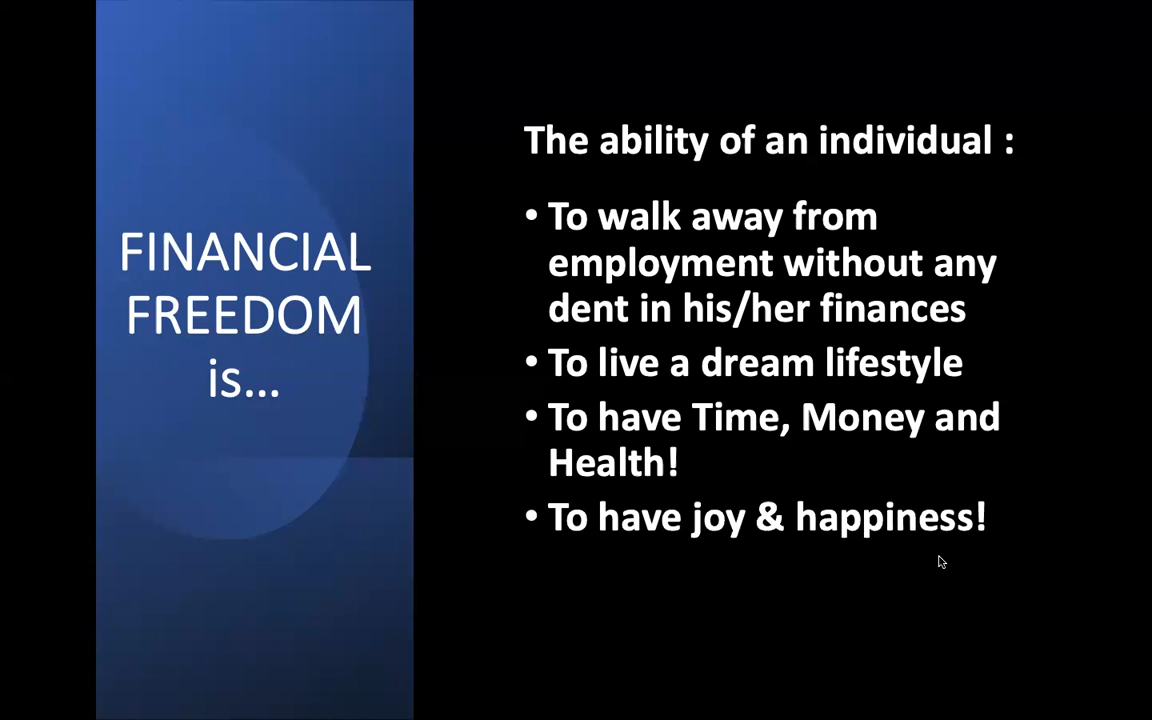 FINANCIAL
FREEDOM
is...
The ability of an individual :
• To walk away from
employment without any
dent in his/her finances
• To live a dream lifestyle
• To have Time, Money and
Health!
• To have joy & happiness!